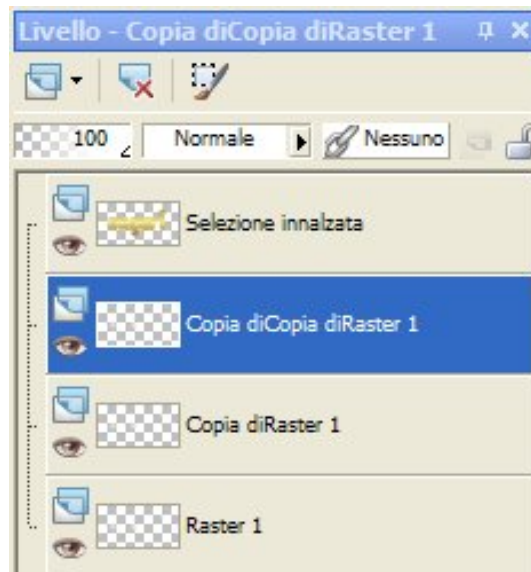 Livello - Copia diCopia diRaster 1
100 Normale Nessuno
Selezione innalzata
Copia diCopia diRaster 1
Copia diRaster 1
Raster 1